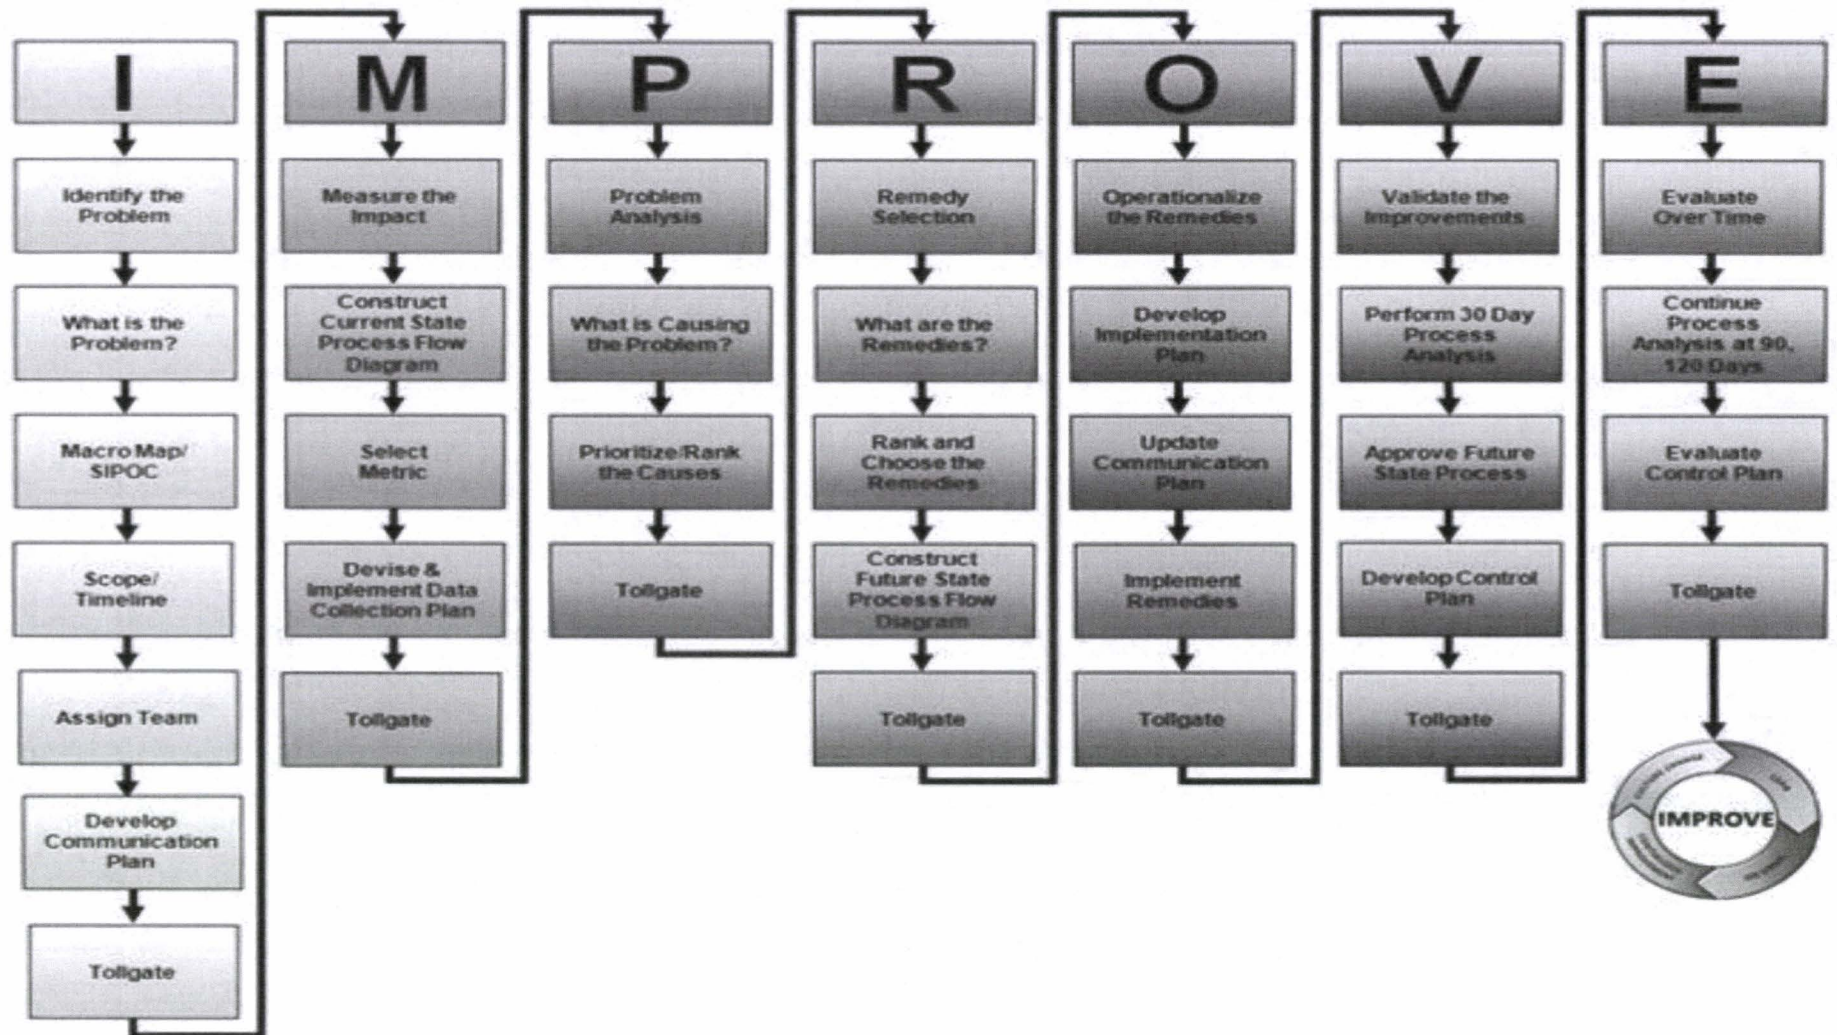 I
Identify the
Problem
What is the
Problem?
Macro Map/
SIPOC
Scope/
Timeline
Assign Team
Develop
Communication
Plan
Tollgate
M
Measure the
Impact
Construct
Current State
Process Flow
Diagram
Select
Metric
Devise &
Implement Data
Collection Plan
Tollgate
P
Problem
Analysis
What is Causing
the Problem?
Prioritize/Rank
the Causes
Tollgate
R
Remedy
Selection
What are the
Remedies?
Rank and
Choose the
Remedies
Construct
Future State
Process Flow
Diagram
Tollgate
O
Operationalize
the Remedies
Develop
Implementation
Plan
Update
Communication
Plan
Implement
Remedies
Tollgate
V
Validate the
Improvements
Perform 30 Day
Process
Analysis
Approve Future
State Process
Develop Control
Plan
Tollgate
E
Evaluate
Over Time
Continue
Process
Analysis at 90,
120 Days
Evaluate
Control Plan
Tollgate
IMPROVE